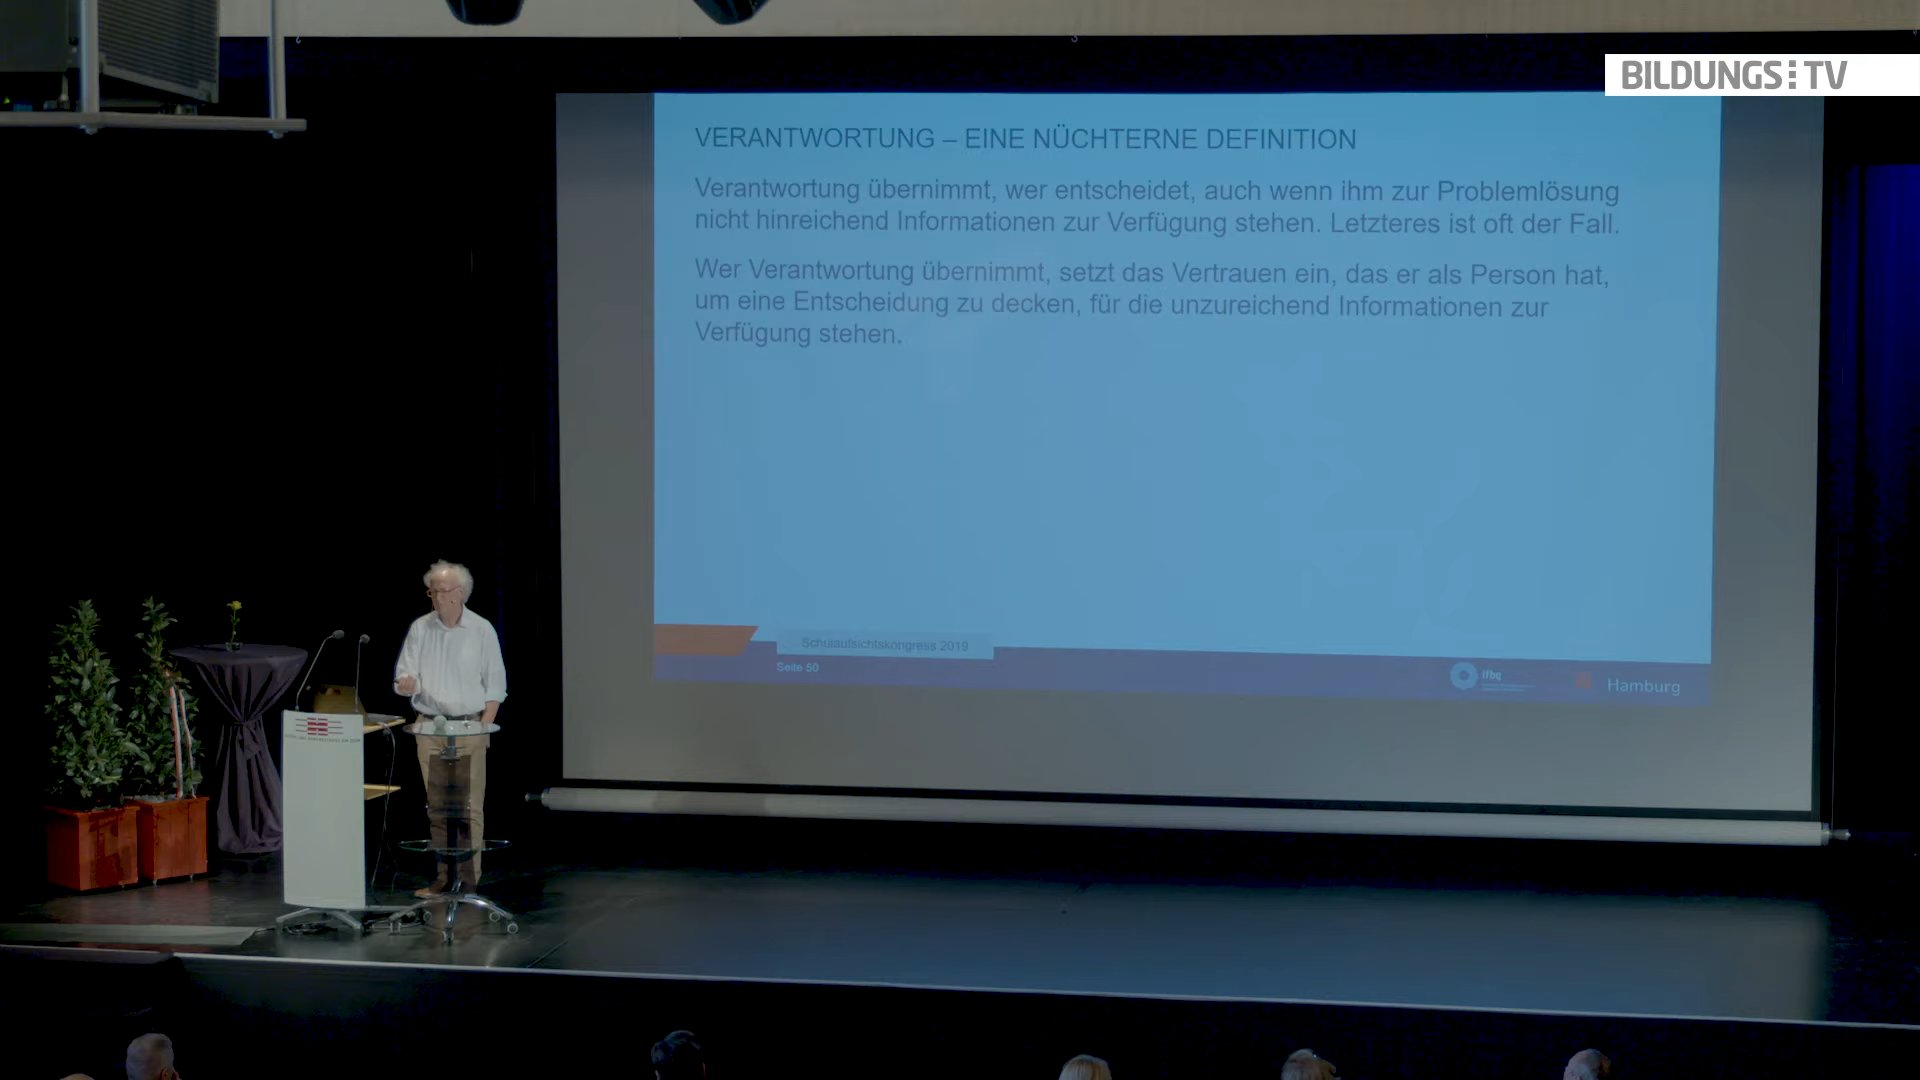 BILDUNGS TV
VERANTWORTUNG – EINE NÜCHTERNE DEFINITION
Verantwortung übernimmt, wer entscheidet, auch wenn ihm zur Problemlösung
nicht hinreichend Informationen zur Verfügung stehen. Letzteres ist oft der Fall.
Wer Verantwortung übernimmt, setzt das Vertrauen ein, das er als Person hat,
um eine Entscheidung zu decken, für die unzureichend Informationen zur
Verfügung stehen.
Schulaufsichtskongress 2019
Seite 50
ifbq
Hamburg